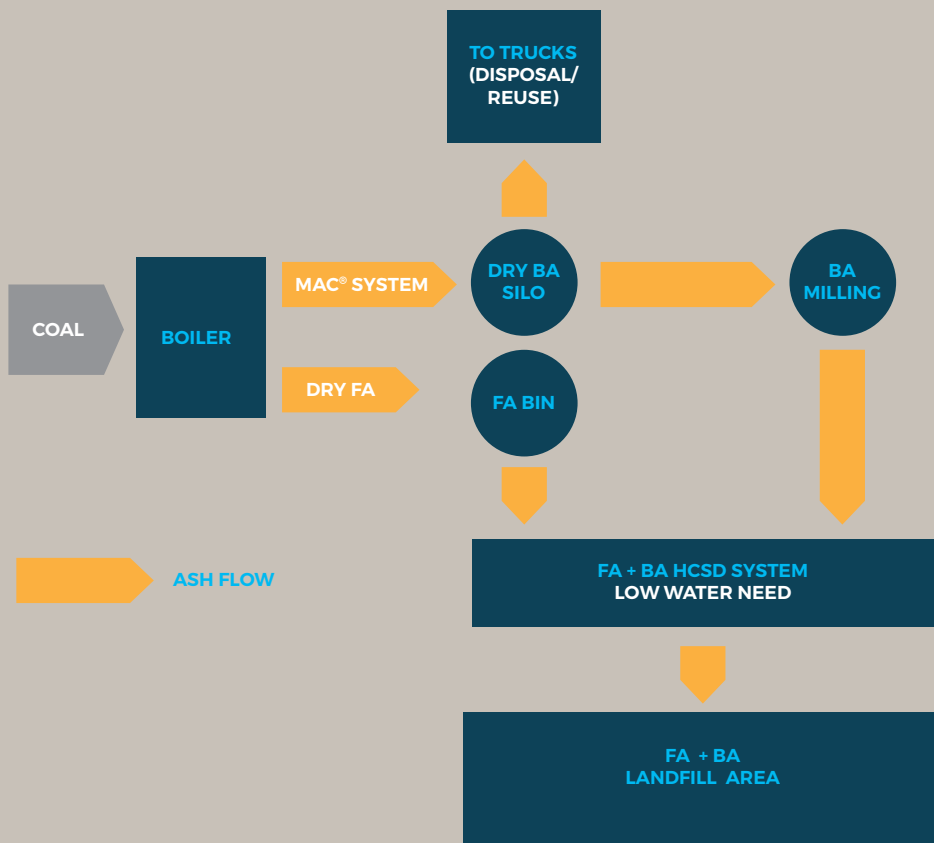 TO TRUCKS
(DISPOSAL/
REUSE)
MAC® SYSTEM
DRY BA
SILO
BA
MILLING
COAL
BOILER
DRY FA
FA BIN
ASH FLOW
FA + BA HCSD SYSTEM
LOW WATER NEED
FA + BA
LANDFILL AREA